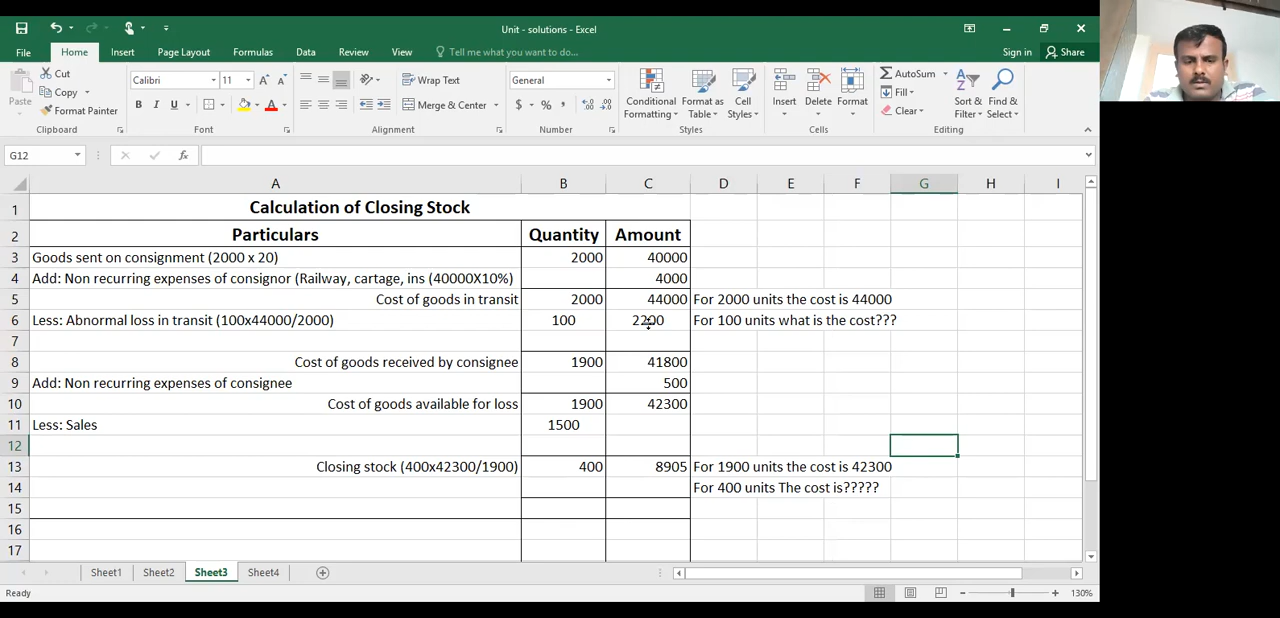 Unit - solutions - Excel
File Home Insert Page Layout Formulas Data Review View Tell me what you want to do... Sign in Share
Paste Cut Copy Format Painter Clipboard
Calibri 11 A A B I U A Font
Wrap Text Merge & Center Alignment
General $ % , Number
Conditional Formatting Format as Table Cell Styles Styles
Insert Delete Format Cells
AutoSum Fill Clear Sort & Filter Find & Select Editing
G12 fx
A B C D E F G H I
1 Calculation of Closing Stock
2 Particulars Quantity Amount
3 Goods sent on consignment (2000 x 20) 2000 40000
4 Add: Non recurring expenses of consignor (Railway, cartage, ins (40000X10%) 4000
5 Cost of goods in transit 2000 44000 For 2000 units the cost is 44000
6 Less: Abnormal loss in transit (100x44000/2000) 100 2200 For 100 units what is the cost???
7
8 Cost of goods received by consignee 1900 41800
9 Add: Non recurring expenses of consignee 500
10 Cost of goods available for loss 1900 42300
11 Less: Sales 1500
12
13 Closing stock (400x42300/1900) 400 8905 For 1900 units the cost is 42300
14 For 400 units The cost is?????
15
16
17
Sheet1 Sheet2 Sheet3 Sheet4
Ready 130%